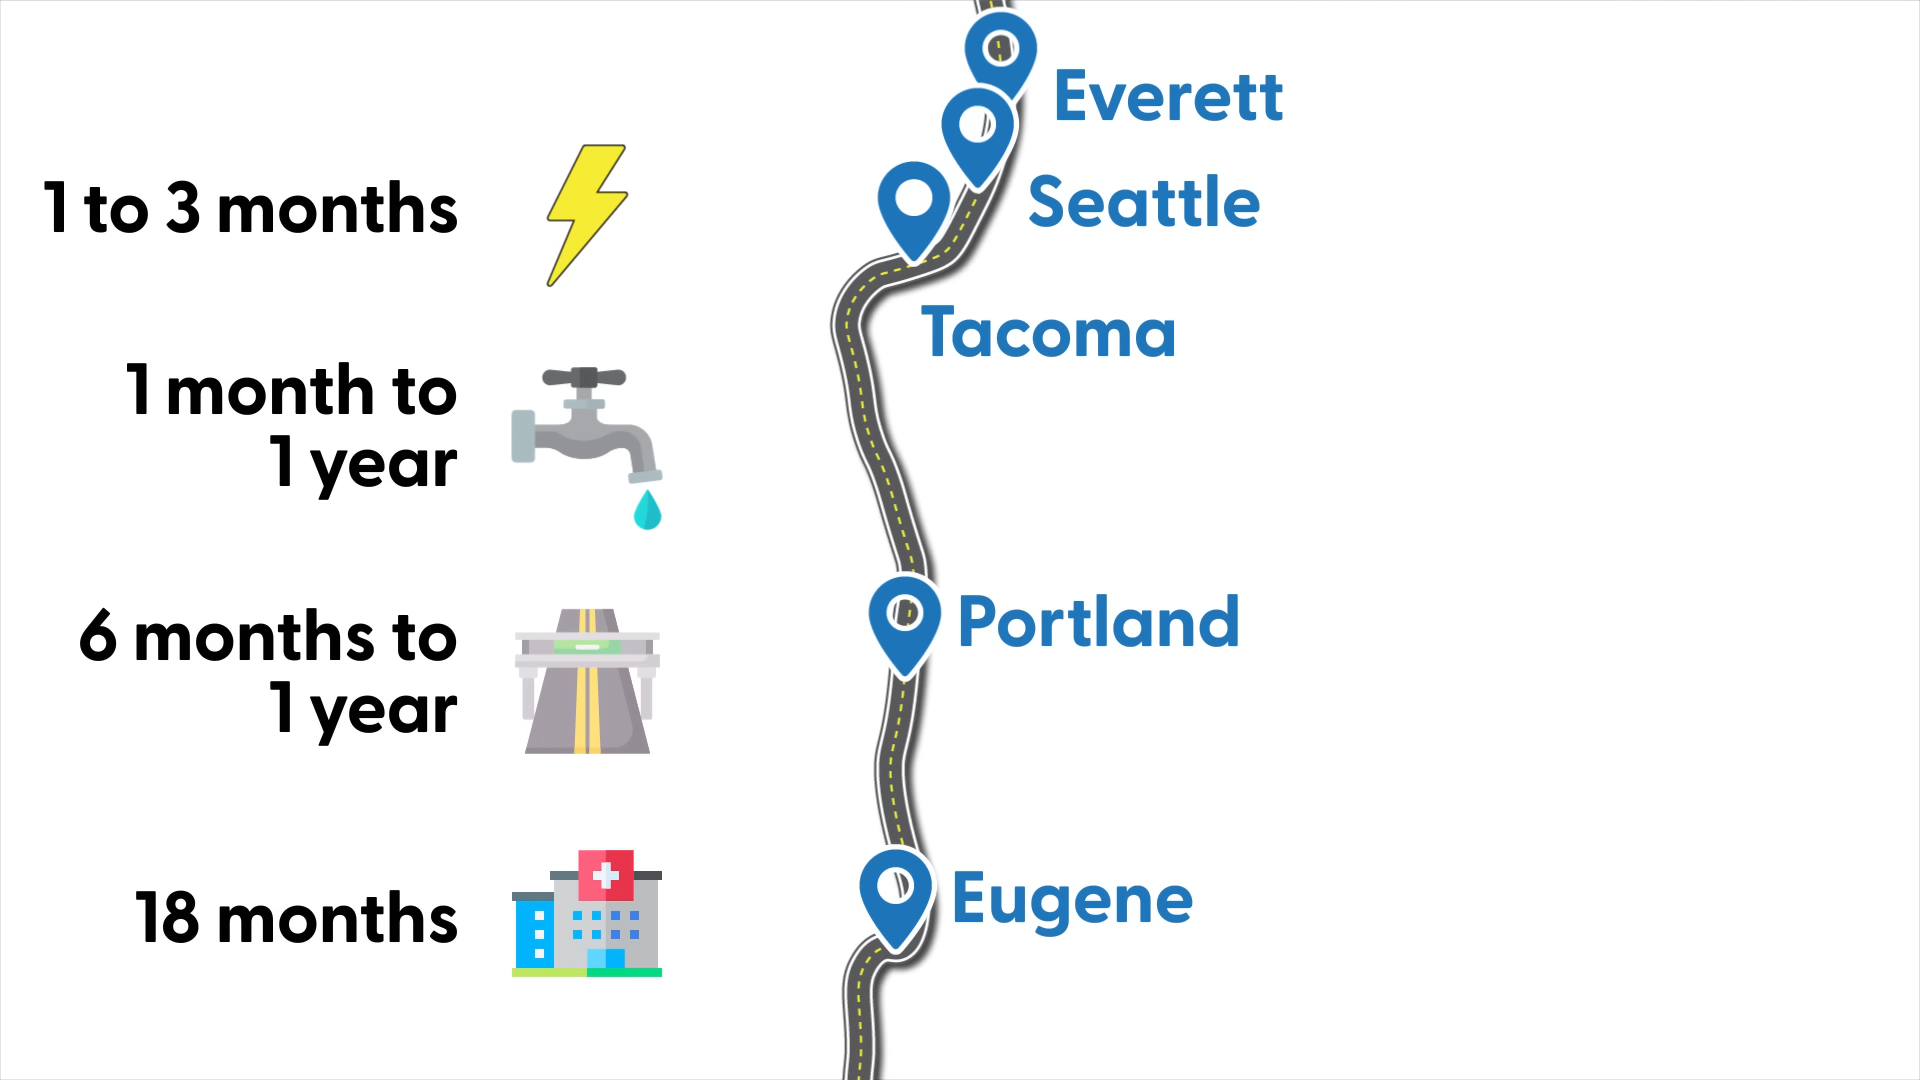 1 to 3 months
1 month to
1 year
6 months to
1 year
18 months
Everett
Seattle
Tacoma
Portland
Eugene